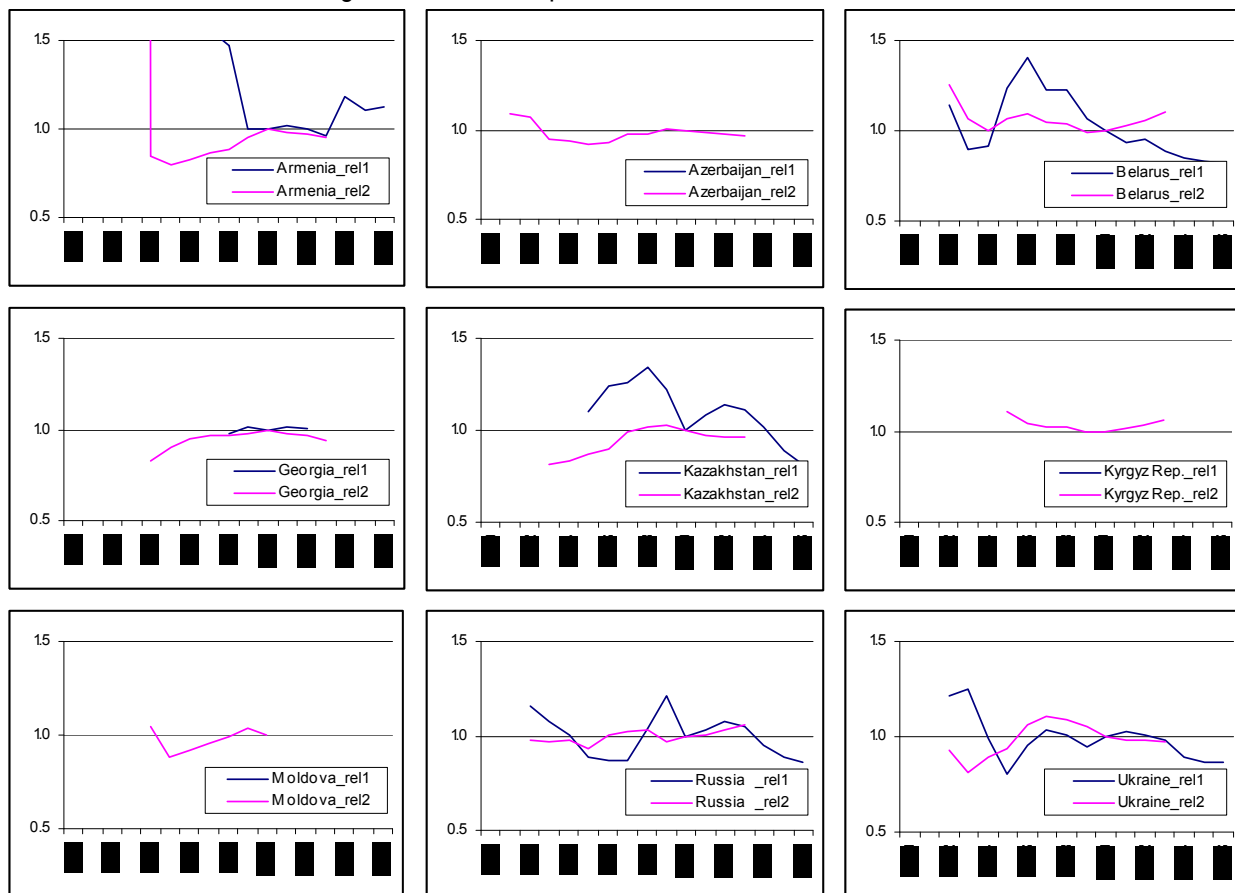 1.5
1.0
Armenia_rel1
Armenia_rel2
0.5
1.5
1.0
Azerbaijan_rel1
Azerbaijan_rel2
0.5
1.5
1.0
Belarus_rel1
Belarus_rel2
0.5
1.5
1.0
Georgia_rel1
Georgia_rel2
0.5
1.5
1.0
Kazakhstan_rel1
Kazakhstan_rel2
0.5
1.5
1.0
Kyrgyz Rep._rel1
Kyrgyz Rep._rel2
0.5
1.5
1.0
Moldova_rel1
Moldova_rel2
0.5
1.5
1.0
Russia _rel1
Russia _rel2
0.5
1.5
1.0
Ukraine_rel1
Ukraine_rel2
0.5